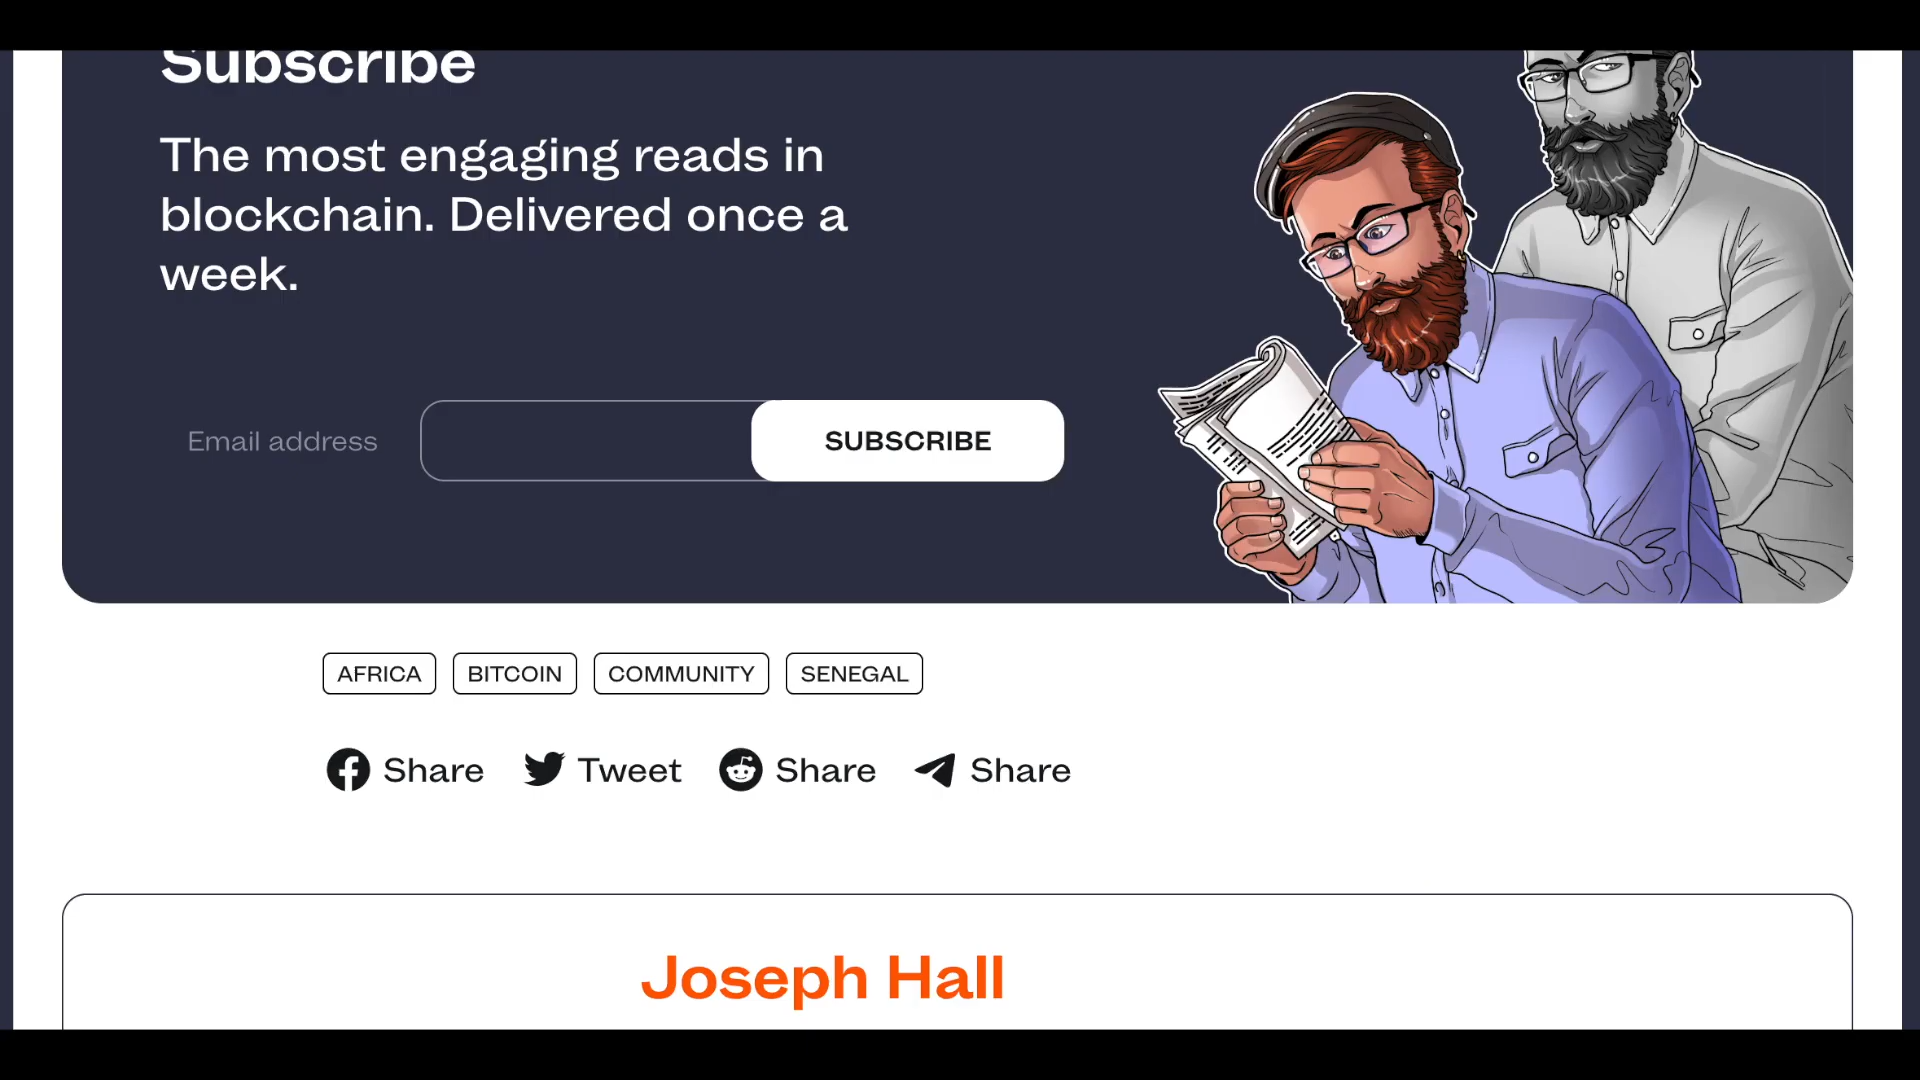 Subscribe
The most engaging reads in
blockchain. Delivered once a
week.
Email address
SUBSCRIBE
AFRICA BITCOIN COMMUNITY SENEGAL
Share Tweet Share Share
Joseph Hall